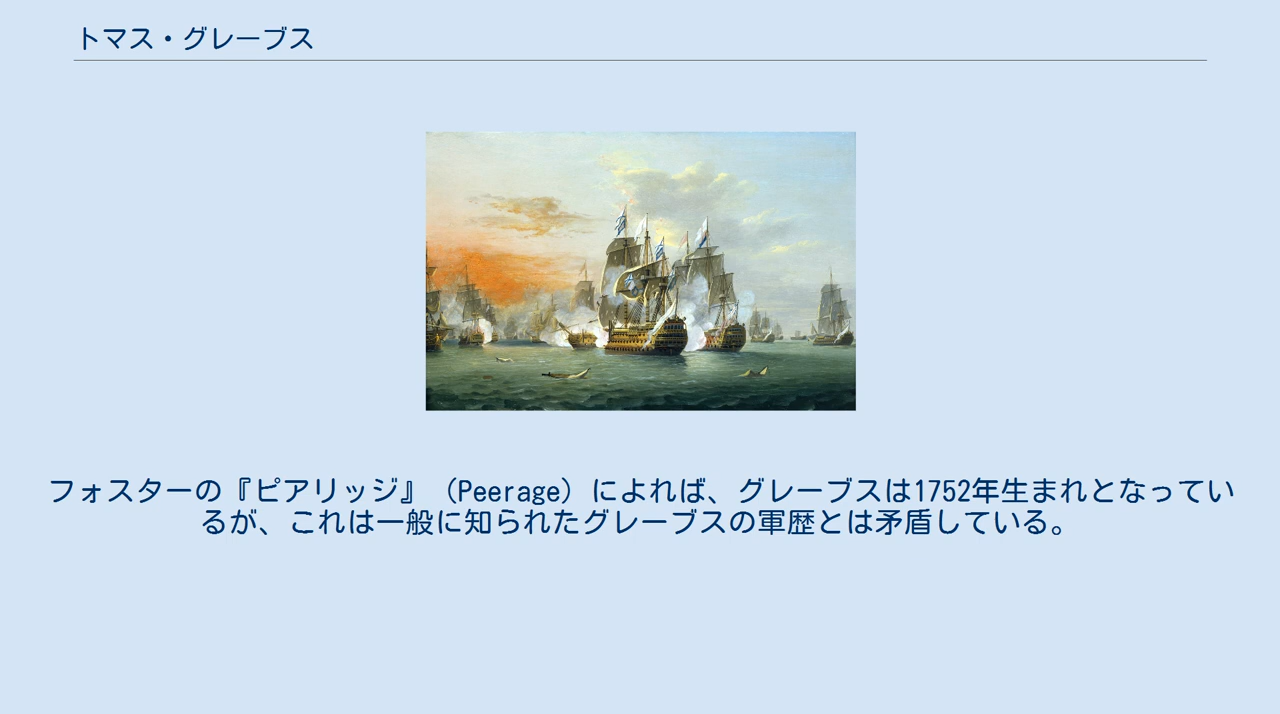 トマス・グレーブス
フォスターの『ピアリッジ』（Peerage）によれば、グレーブスは1752年生まれとなってい
るが、これは一般に知られたグレーブスの軍歴とは矛盾している。